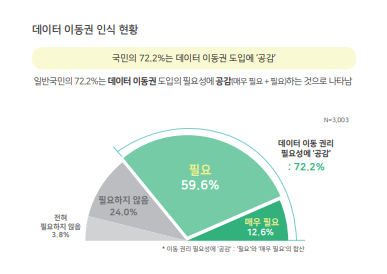 데이터 이동권 인식 현황
국민의 72.2%는 데이터 이동권 도입에 ‘공감’
일반국민의 72.2%는 데이터 이동권 도입의 필요성에 공감(매우 필요 + 필요)하는 것으로 나타남
N=3,003
데이터 이동 권리
필요성에 ‘공감’
: 72.2%
필요
59.6%
필요하지 않음
24.0%
전혀
필요하지 않음
3.8%
매우 필요
12.6%
* 이동 권리 필요성에 ‘공감’ : ‘필요’와 ‘매우 필요’의 합산